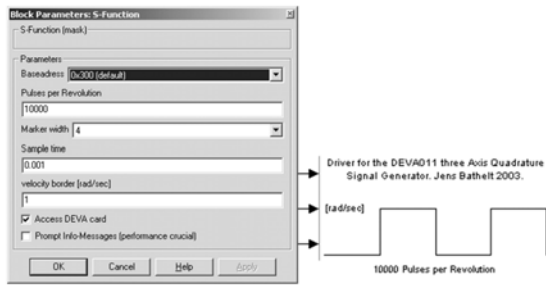 Block Parameters: S-Function
S-Function (mask)
Parameters
Baseadress 0x300 (default)
Pulses per Revolution
10000
Marker width 4
Sample time
0.001
velocity border [rad/sec]
1
Access DEVA card
Prompt Info-Messages (performance crucial)
OK Cancel Help Apply
Driver for the DEVA011 three Axis Quadrature
Signal Generator. Jens Bathelt 2003.
[rad/sec]
10000 Pulses per Revolution